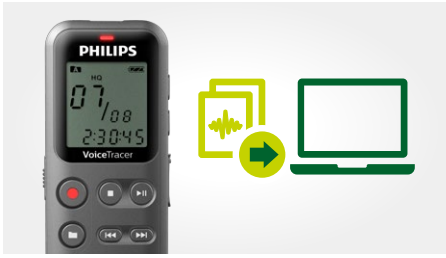 PHILIPS
A
HQ
07/08
2:30:45
VoiceTracer